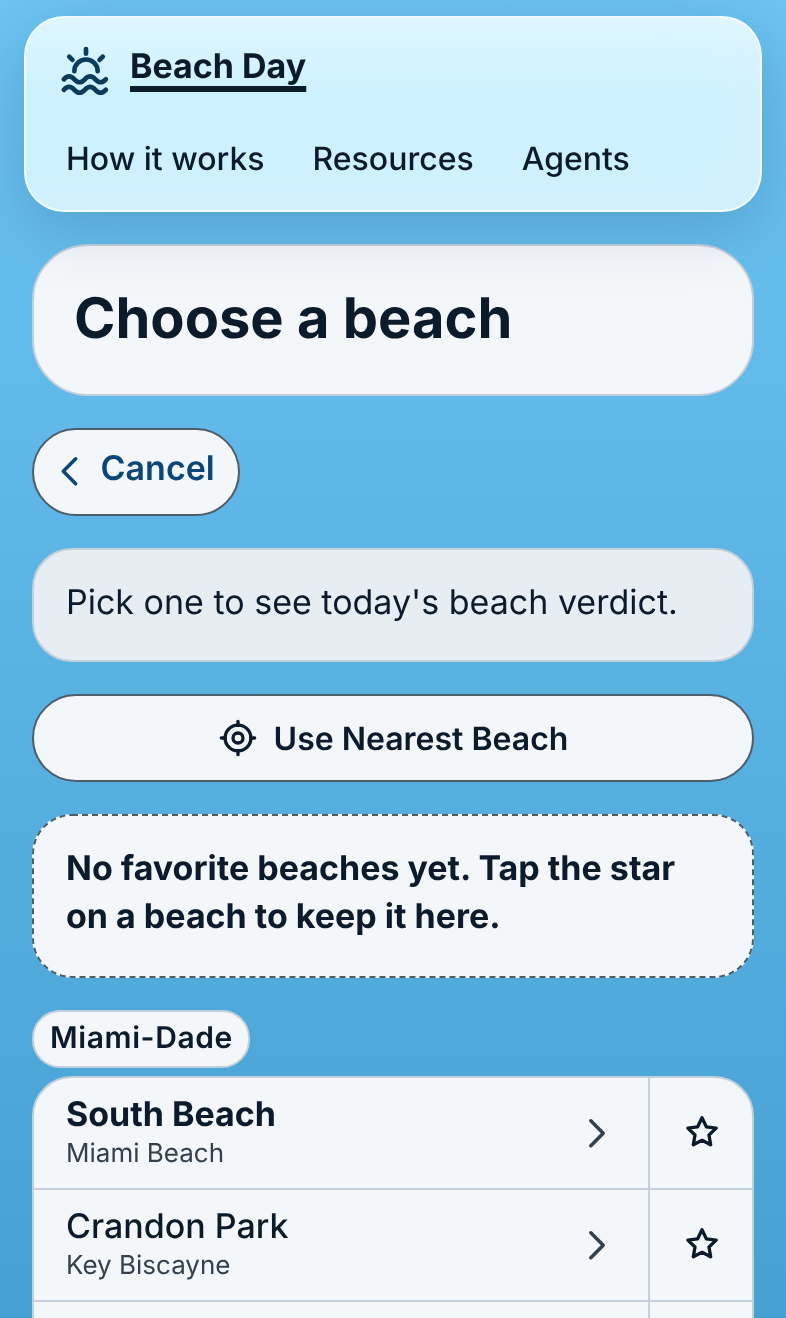 Beach Day
How it works Resources Agents
Choose a beach
Cancel
Pick one to see today's beach verdict.
Use Nearest Beach
No favorite beaches yet. Tap the star
on a beach to keep it here.
Miami-Dade
South Beach
Miami Beach
Crandon Park
Key Biscayne